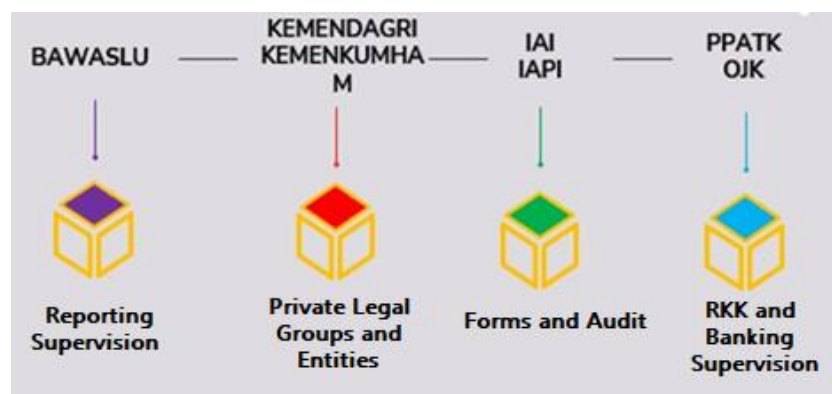 BAWASLU
KEMENDAGRI
KEMENKUMHA
M
IAI
IAPI
PPATK
OJK
Reporting
Supervision
Private Legal
Groups and
Entities
Forms and Audit
RKK and
Banking
Supervision